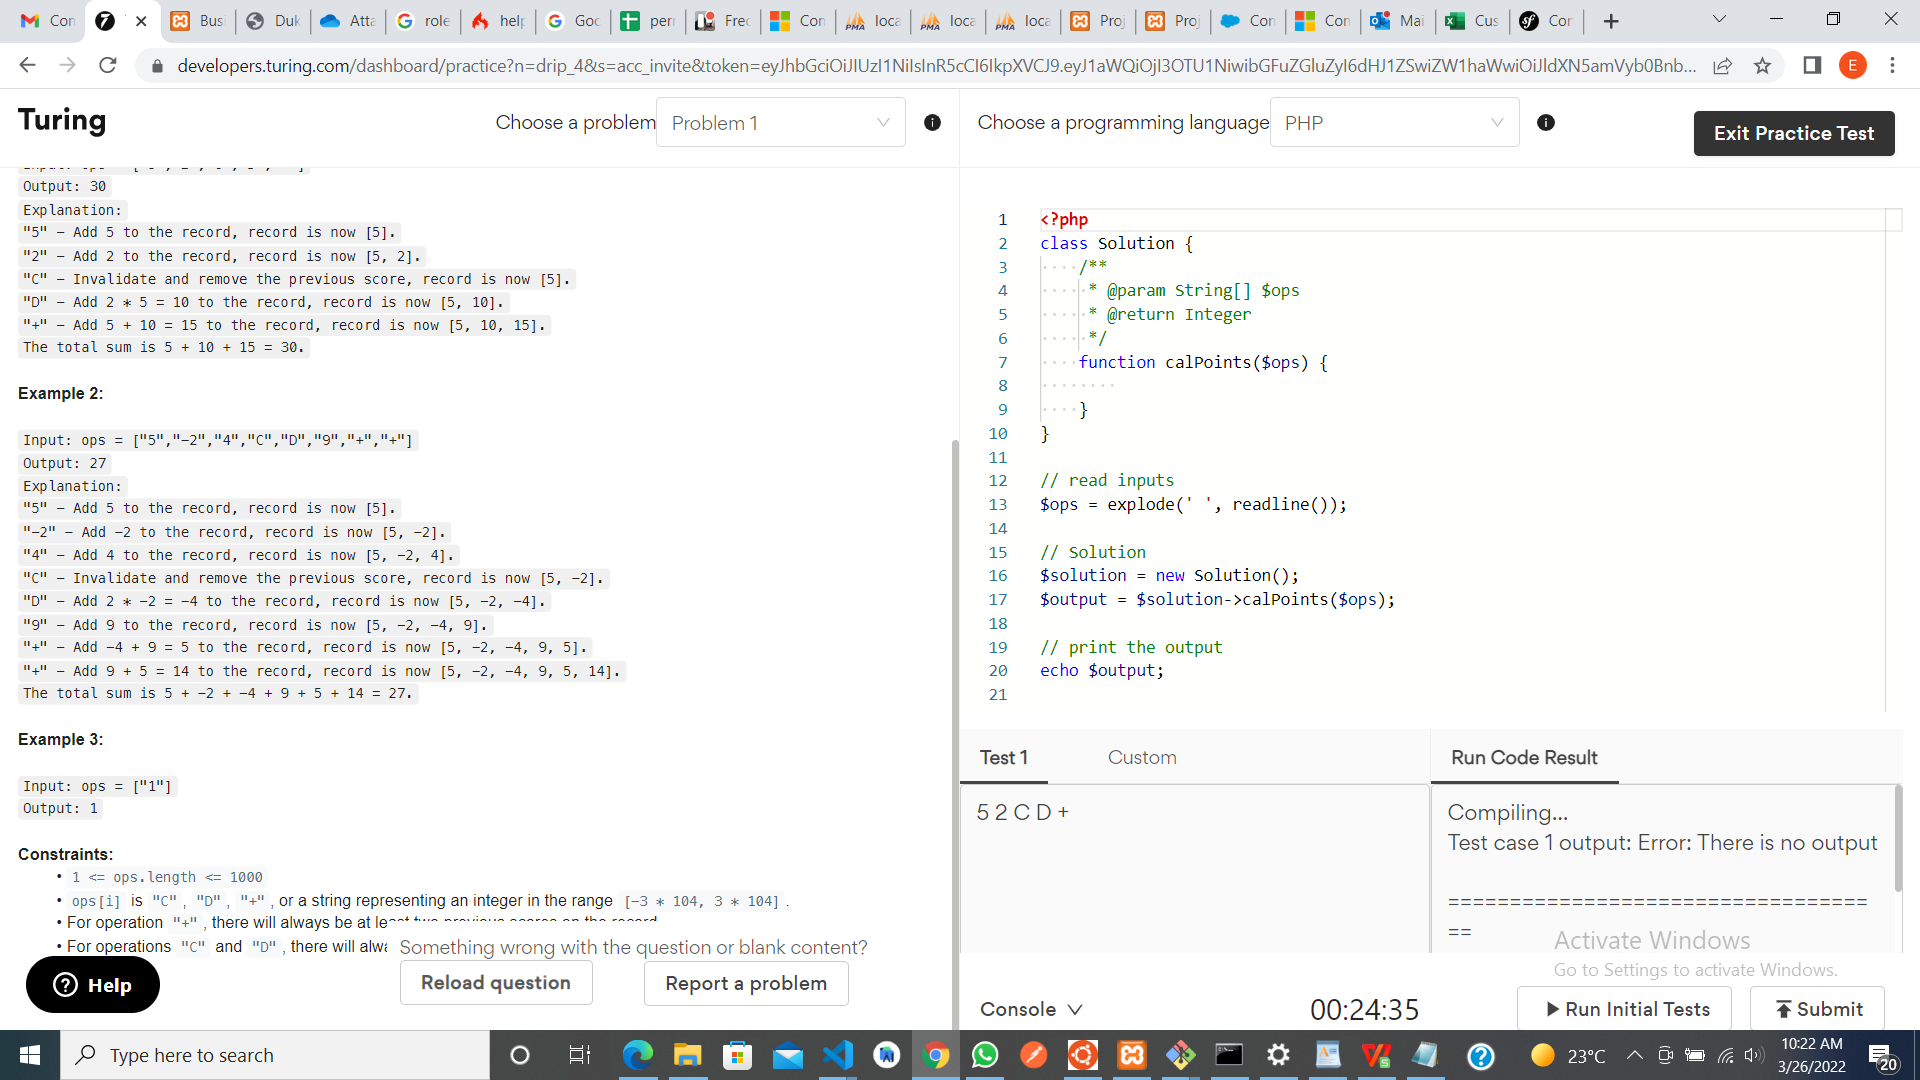 Con
Busi
Duk
Atta
role
help
Goo
perr
Free
Con
loca
loca
loca
Proj
Proj
Con
Con
Mai
Cus
Con
developers.turing.com/dashboard/practice?n=drip_4&s=acc_invite&token=eyJhbGciOiJIUzI1NiIsInR5cCI6IkpXVCJ9.eyJ1aWQiOjI3OTU1NiwibGFuZGluZyI6dHJ1ZSwiZW1haWwiOiJldXN5amVyb0Bnb...
E
Turing
Choose a problem
Problem 1
Choose a programming language
PHP
Exit Practice Test
Output: 30
Explanation:
"5" - Add 5 to the record, record is now [5].
"2" - Add 2 to the record, record is now [5, 2].
"C" - Invalidate and remove the previous score, record is now [5].
"D" - Add 2 * 5 = 10 to the record, record is now [5, 10].
"+" - Add 5 + 10 = 15 to the record, record is now [5, 10, 15].
The total sum is 5 + 10 + 15 = 30.
Example 2:
Input: ops = ["5","-2","4","C","D","9","+","+"]
Output: 27
Explanation:
"5" - Add 5 to the record, record is now [5].
"-2" - Add -2 to the record, record is now [5, -2].
"4" - Add 4 to the record, record is now [5, -2, 4].
"C" - Invalidate and remove the previous score, record is now [5, -2].
"D" - Add 2 * -2 = -4 to the record, record is now [5, -2, -4].
"9" - Add 9 to the record, record is now [5, -2, -4, 9].
"+" - Add -4 + 9 = 5 to the record, record is now [5, -2, -4, 9, 5].
"+" - Add 9 + 5 = 14 to the record, record is now [5, -2, -4, 9, 5, 14].
The total sum is 5 + -2 + -4 + 9 + 5 + 14 = 27.
Example 3:
Input: ops = ["1"]
Output: 1
Constraints:
• 1 <= ops.length <= 1000
• ops[i] is "C", "D", "+", or a string representing an integer in the range [-3 * 104, 3 * 104].
• For operation "+", there will always be at least two previous scores on the record.
• For operations "C" and "D", there will alwa
Something wrong with the question or blank content?
Reload question
Report a problem
Help
1 <?php
2 class Solution {
3 /**
4 * @param String[] $ops
5 * @return Integer
6 */
7 function calPoints($ops) {
8
9 }
10 }
11
12 // read inputs
13 $ops = explode(' ', readline());
14
15 // Solution
16 $solution = new Solution();
17 $output = $solution->calPoints($ops);
18
19 // print the output
20 echo $output;
21
Test 1
Custom
Run Code Result
5 2 C D +
Compiling...
Test case 1 output: Error: There is no output
==================================
==
Activate Windows
Go to Settings to activate Windows.
Console
00:24:35
Run Initial Tests
Submit
Type here to search
23°C
10:22 AM
3/26/2022
20